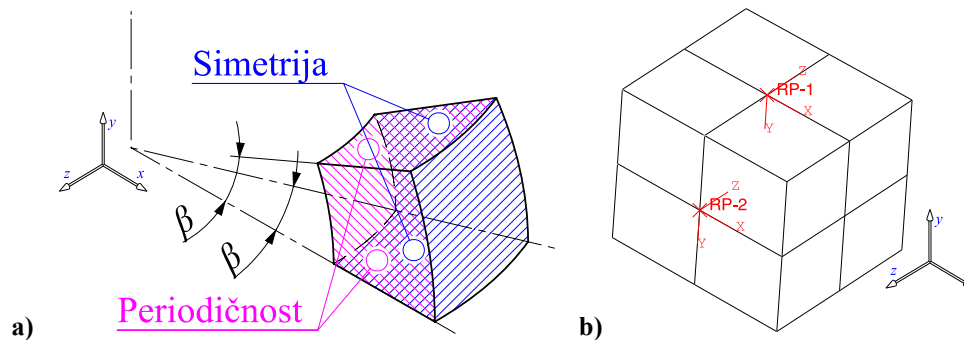 Simetrija
y
z
x
β
β
Periodičnost
a)
Z
RP-1
X
Y
Z
RP-2
X
Y
y
z
b)